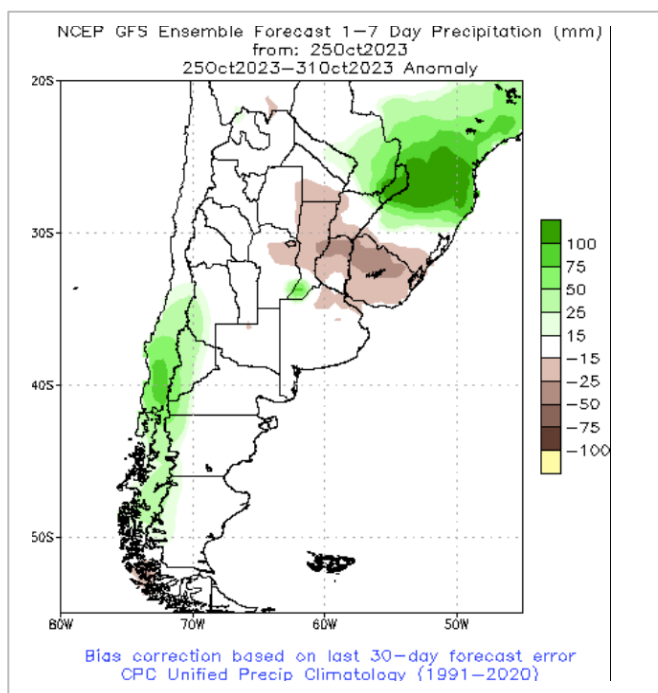 NCEP GFS Ensemble Forecast 1-7 Day Precipitation (mm)
from: 25Oct2023
25Oct2023-31Oct2023 Anomaly
20S
30S
40S
50S
80W
70W
60W
50W
100
75
50
25
15
-15
-25
-50
-75
-100
Bias correction based on last 30-day forecast error
CPC Unified Precip Climatology (1991-2020)